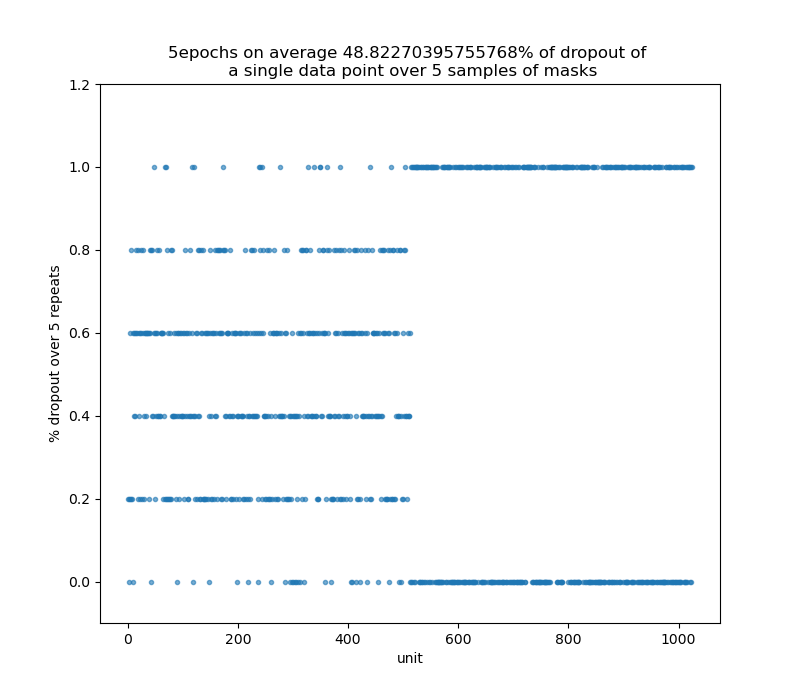 5epochs on average 48.82270395755768% of dropout of
a single data point over 5 samples of masks
1.2
1.0
0.8
0.6
0.4
0.2
0.0
% dropout over 5 repeats
0 200 400 600 800 1000
unit